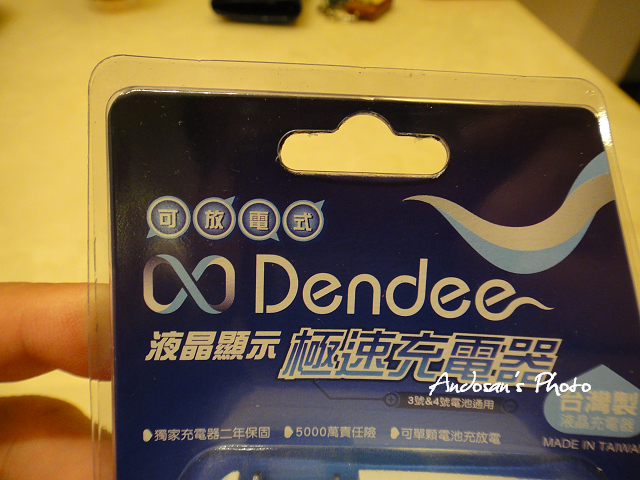 可放電式
Dendee
液晶顯示 極速充電器
Andosan's Photo
3號&4號電池通用
台灣製
液晶充電器
獨家充電器二年保固 5000萬責任險 可單顆電池充放電
MADE IN TAIWAN